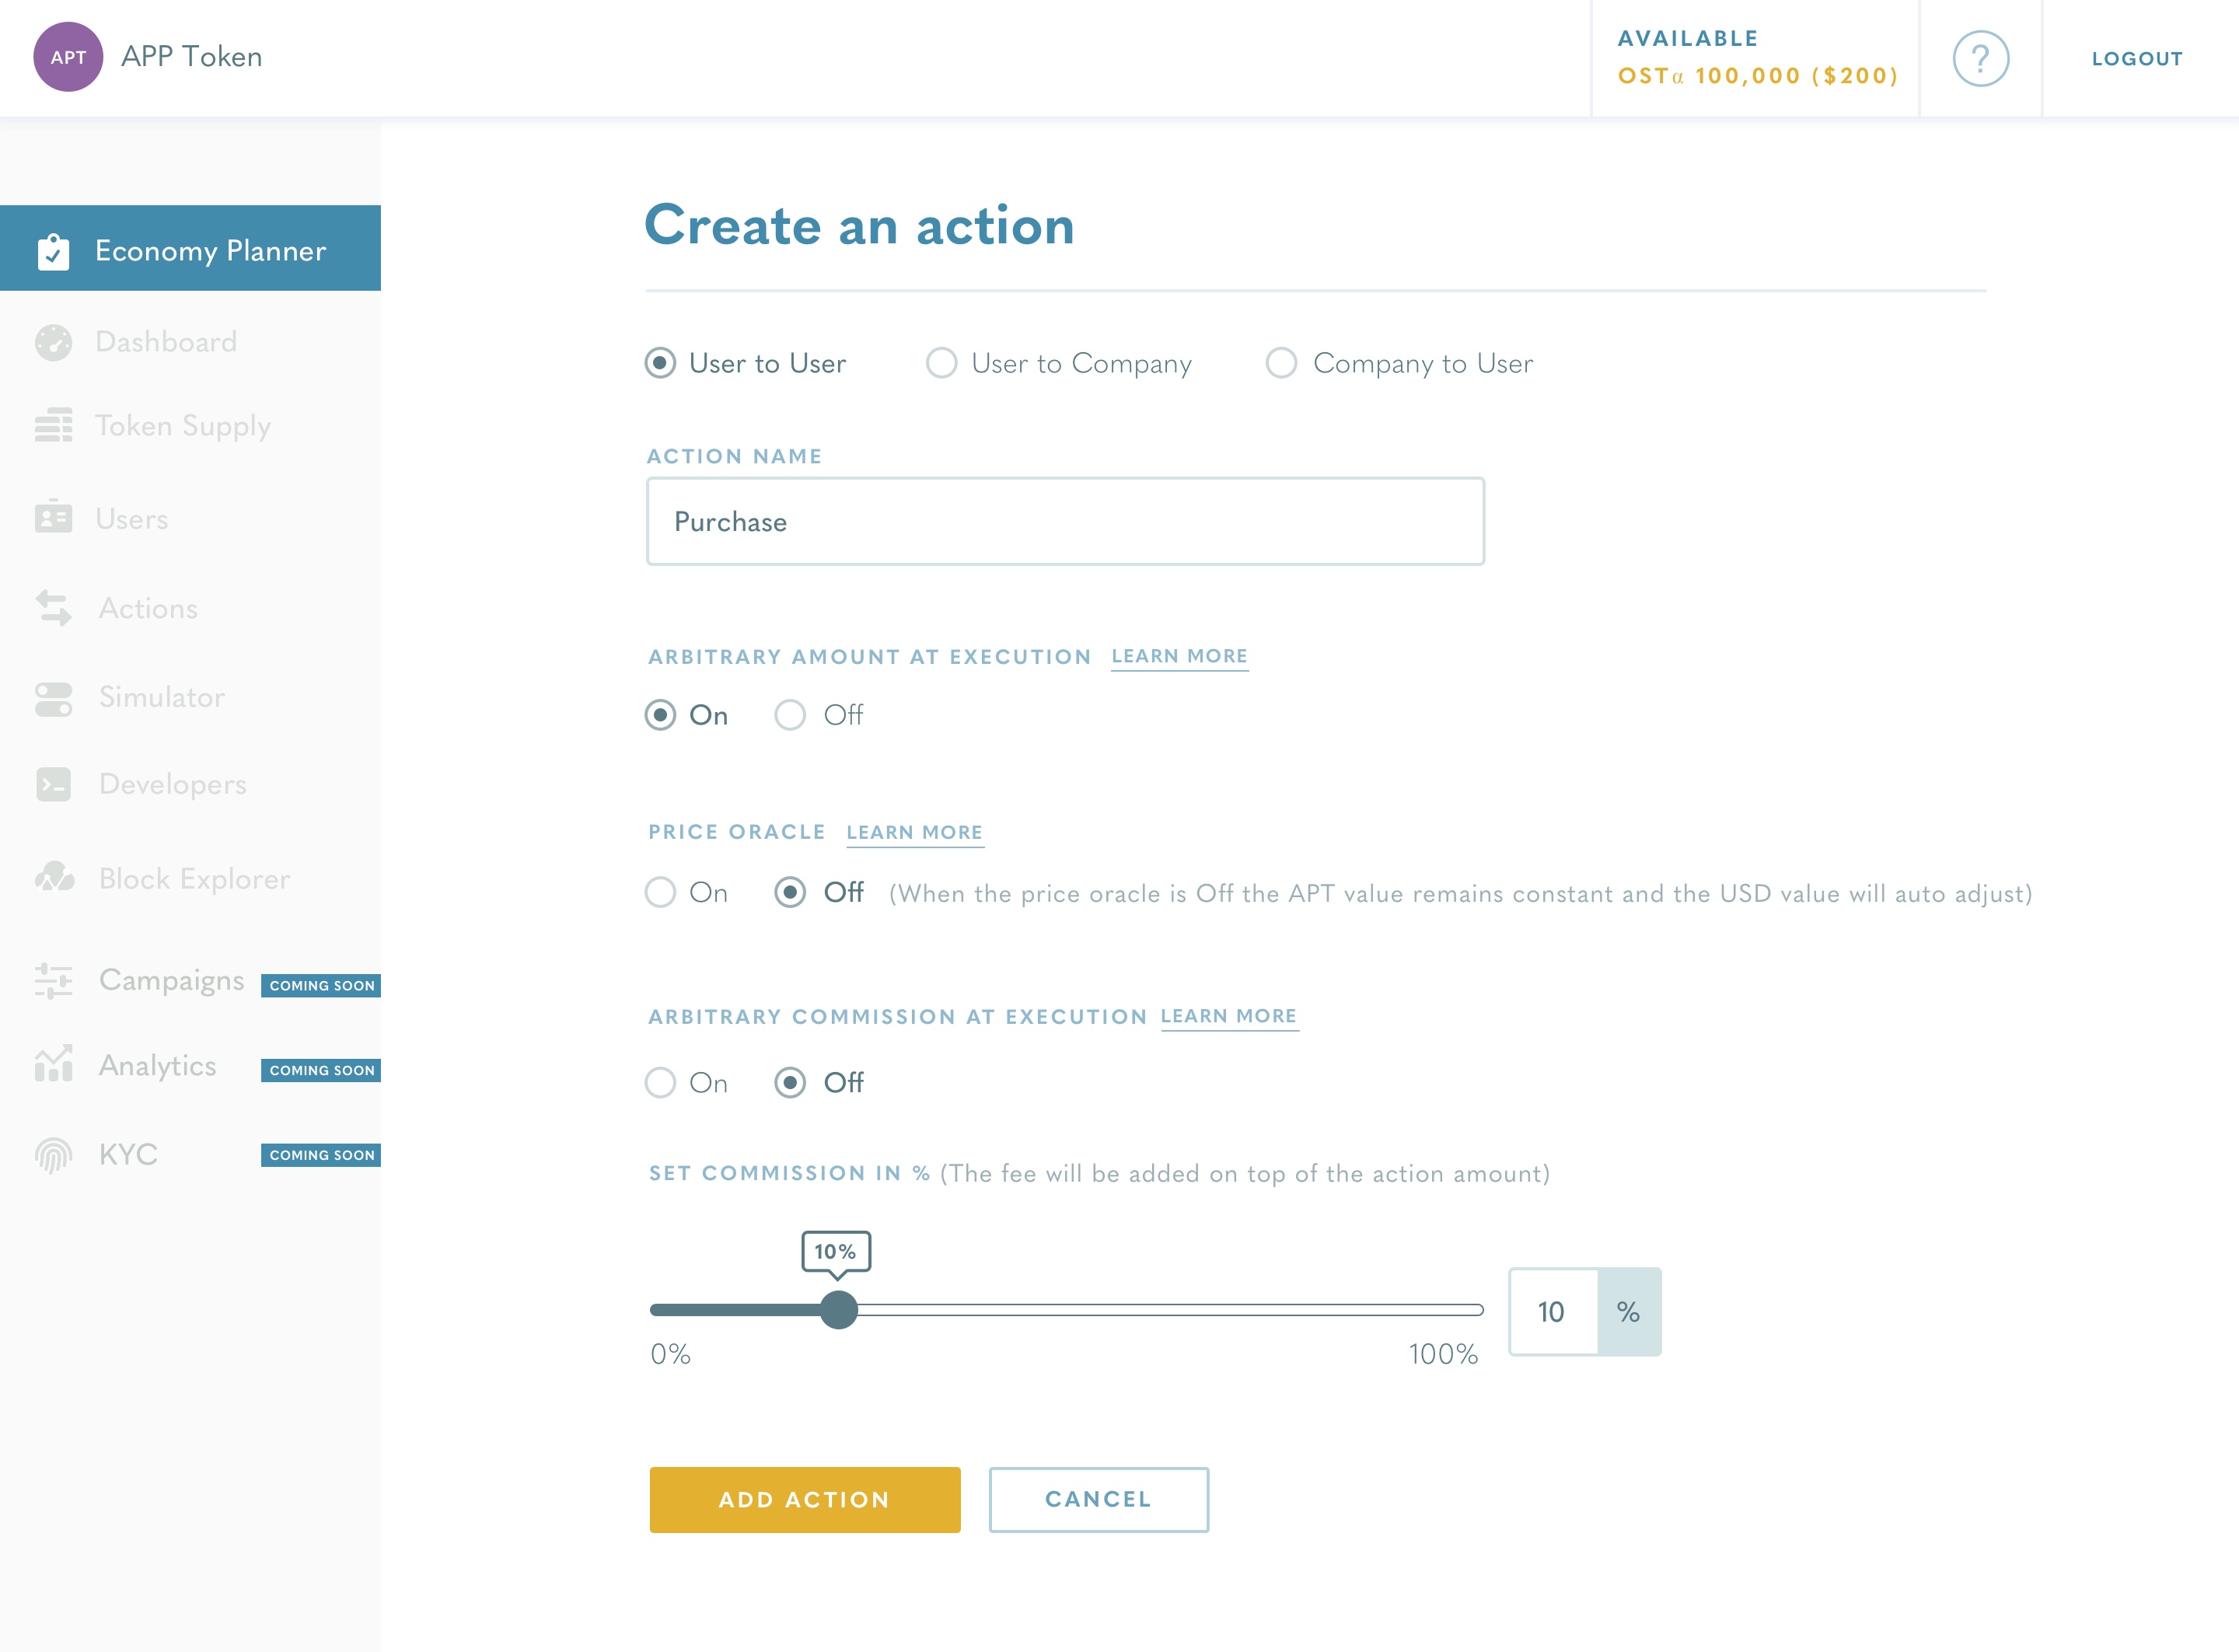 APT APP Token
AVAILABLE
OSTα 100,000 ($200)
?
LOGOUT
Economy Planner
Dashboard
Token Supply
Users
Actions
Simulator
Developers
Block Explorer
Campaigns COMING SOON
Analytics COMING SOON
KYC COMING SOON
Create an action
User to User User to Company Company to User
ACTION NAME
Purchase
ARBITRARY AMOUNT AT EXECUTION LEARN MORE
On Off
PRICE ORACLE LEARN MORE
On Off (When the price oracle is Off the APT value remains constant and the USD value will auto adjust)
ARBITRARY COMMISSION AT EXECUTION LEARN MORE
On Off
SET COMMISSION IN % (The fee will be added on top of the action amount)
10%
10 %
0% 100%
ADD ACTION CANCEL